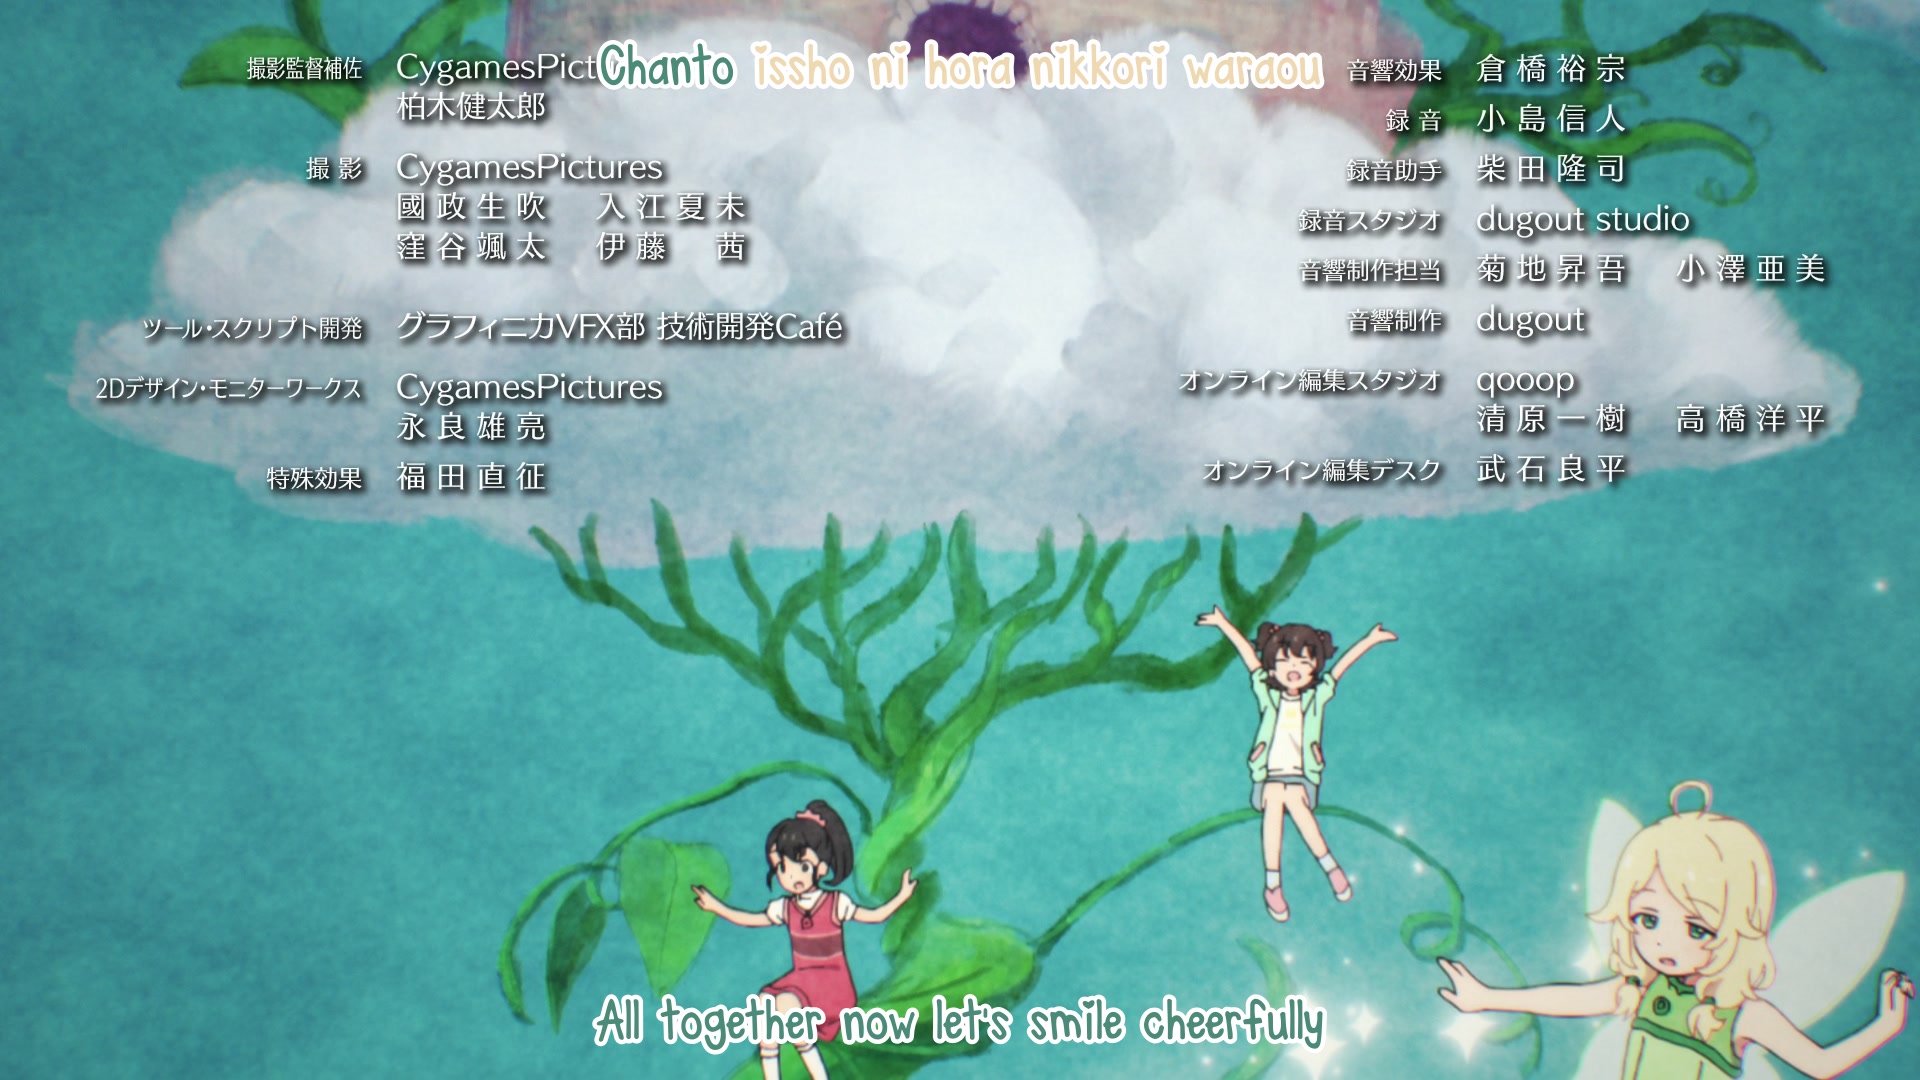 Chanto issho ni hora nikkori waraou
撮影監督補佐 CygamesPict
柏木健太郎
撮影 CygamesPictures
國政生吹 入江夏未
窪谷颯太 伊藤 茜
ツール・スクリプト開発 グラフィニカVFX部 技術開発Café
2Dデザイン・モニターワークス CygamesPictures
永良雄亮
特殊効果 福田直征
音響効果 倉橋裕宗
録音 小島信人
録音助手 柴田隆司
録音スタジオ dugout studio
音響制作担当 菊地昇吾 小澤亜美
音響制作 dugout
オンライン編集スタジオ qooop
清原一樹 高橋洋平
オンライン編集デスク 武石良平
All together now let's smile cheerfully